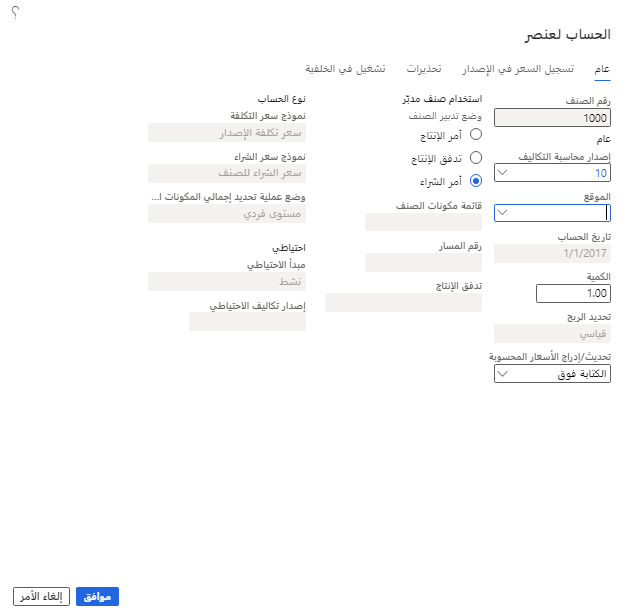 ؟
الحساب لعنصر
عام
تسجيل السعر في الإصدار
تحذيرات
تشغيل في الخلفية
رقم الصنف
1000
عام
إصدار محاسبة التكاليف
10
الموقع
تاريخ الحساب
1/1/2017
الكمية
1.00
تحديد الربح
قياسي
تحديث/إدراج الأسعار المحسوبة
الكتابة فوق
استخدام صنف مدبّر
وضع تدبير الصنف
أمر الإنتاج
تدفق الإنتاج
أمر الشراء
قائمة مكونات الصنف
رقم المسار
تدفق الإنتاج
نوع الحساب
نموذج سعر التكلفة
سعر تكلفة الإصدار
نموذج سعر الشراء
سعر الشراء للصنف
وضع عملية تحديد إجمالي المكونات ا...
مستوى فردي
احتياطي
مبدأ الاحتياطي
نشط
إصدار تكاليف الاحتياطي
موافق
إلغاء الأمر